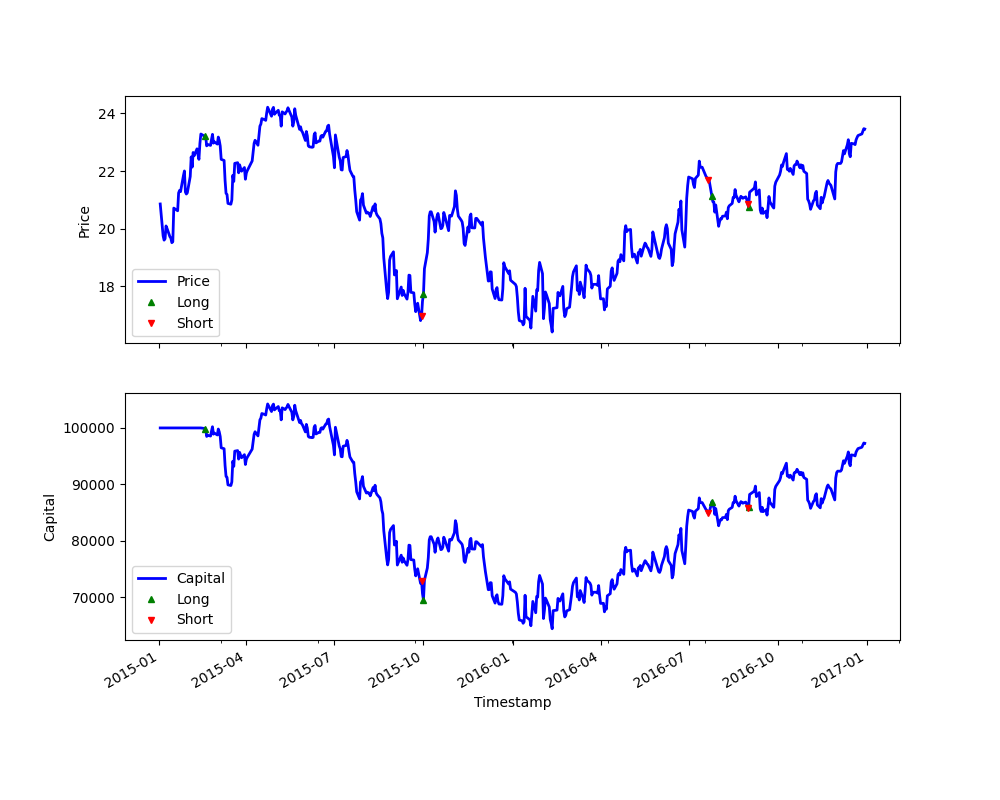 24
22
20
18
Price
Price
Long
Short
100000
90000
80000
70000
Capital
Capital
Long
Short
2015-01
2015-04
2015-07
2015-10
2016-01
2016-04
2016-07
2016-10
2017-01
Timestamp